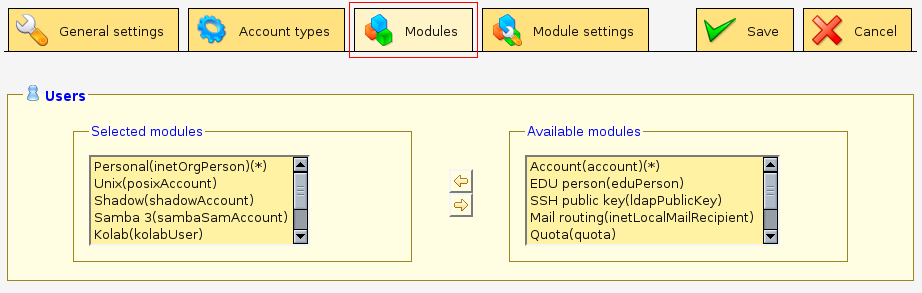 General settings
Account types
Modules
Module settings
Save
Cancel
Users
Selected modules
Personal(inetOrgPerson)(*)
Unix(posixAccount)
Shadow(shadowAccount)
Samba 3(sambaSamAccount)
Kolab(kolabUser)
Available modules
Account(account)(*)
EDU person(eduPerson)
SSH public key(ldapPublicKey)
Mail routing(inetLocalMailRecipient)
Quota(quota)